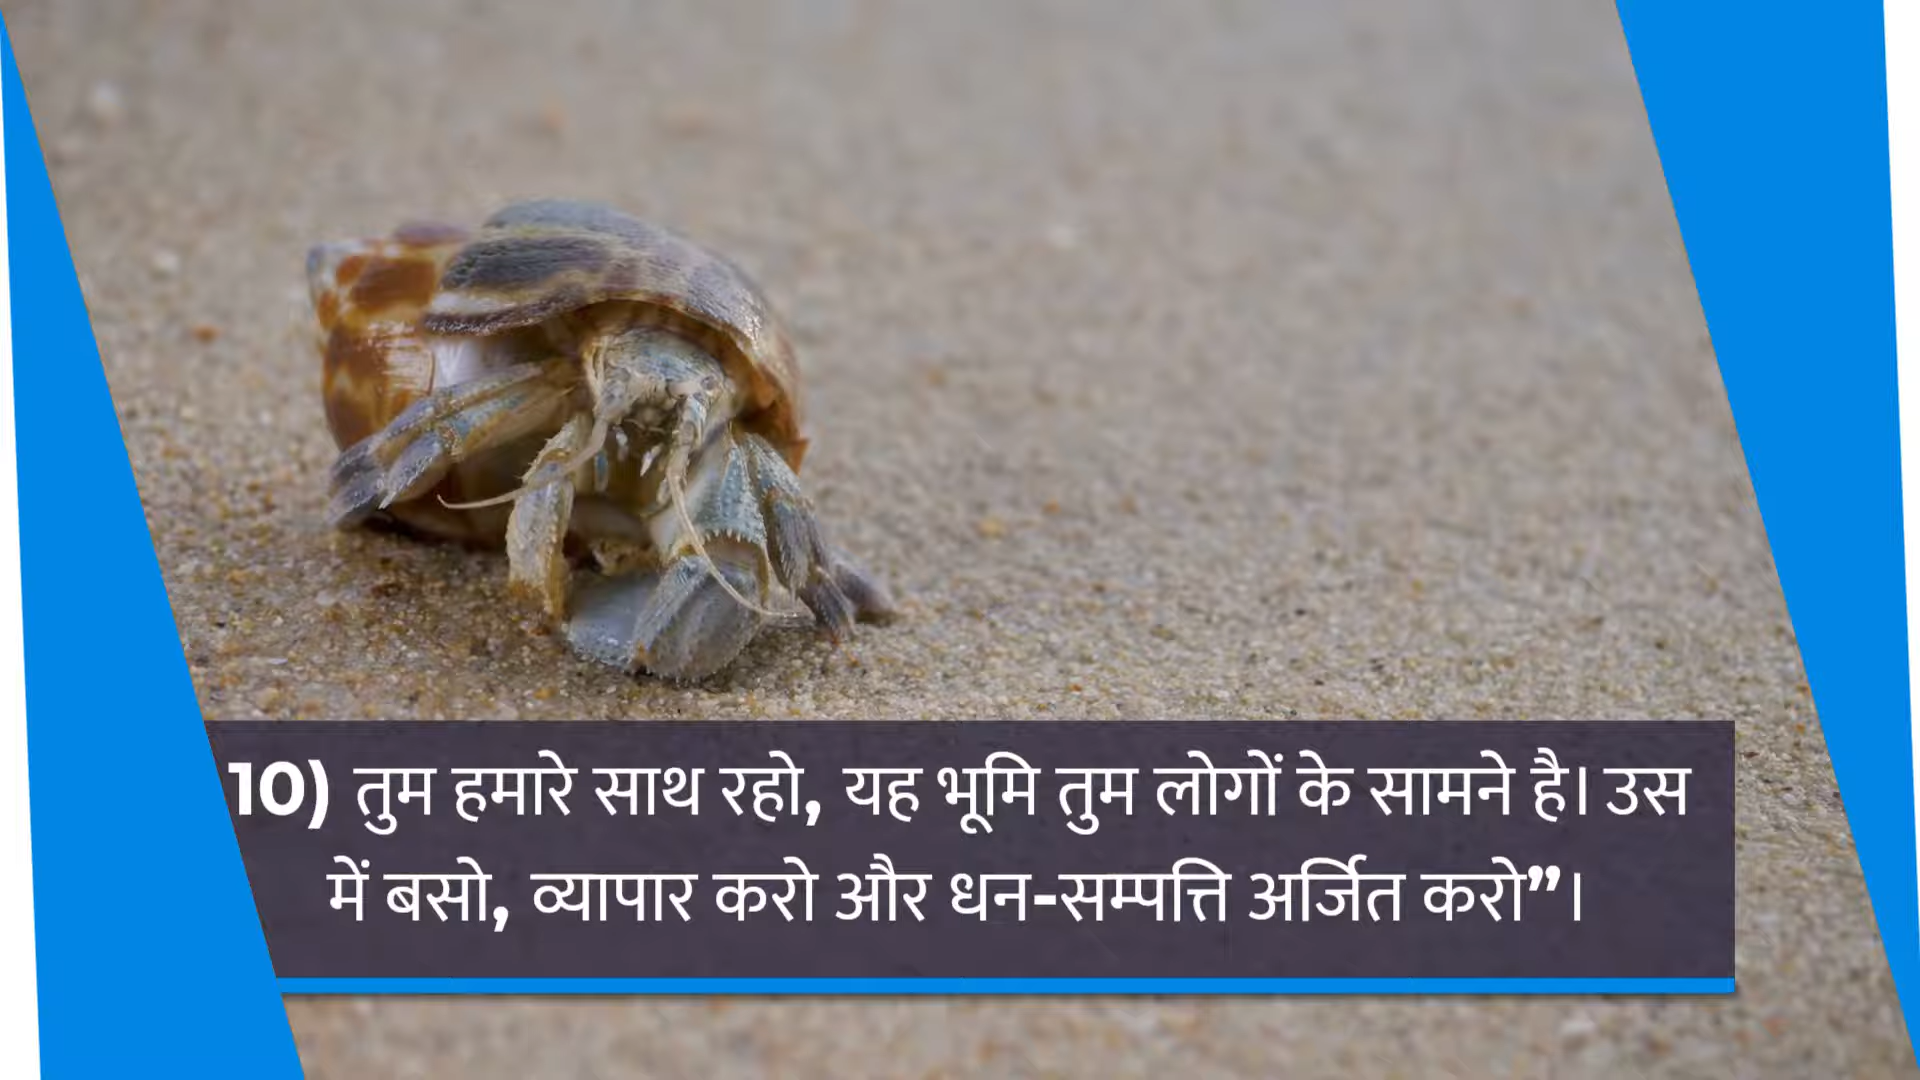 10) तुम हमारे साथ रहो, यह भूमि तुम लोगों के सामने है। उस
में बसो, व्यापार करो और धन-सम्पत्ति अर्जित करो”।